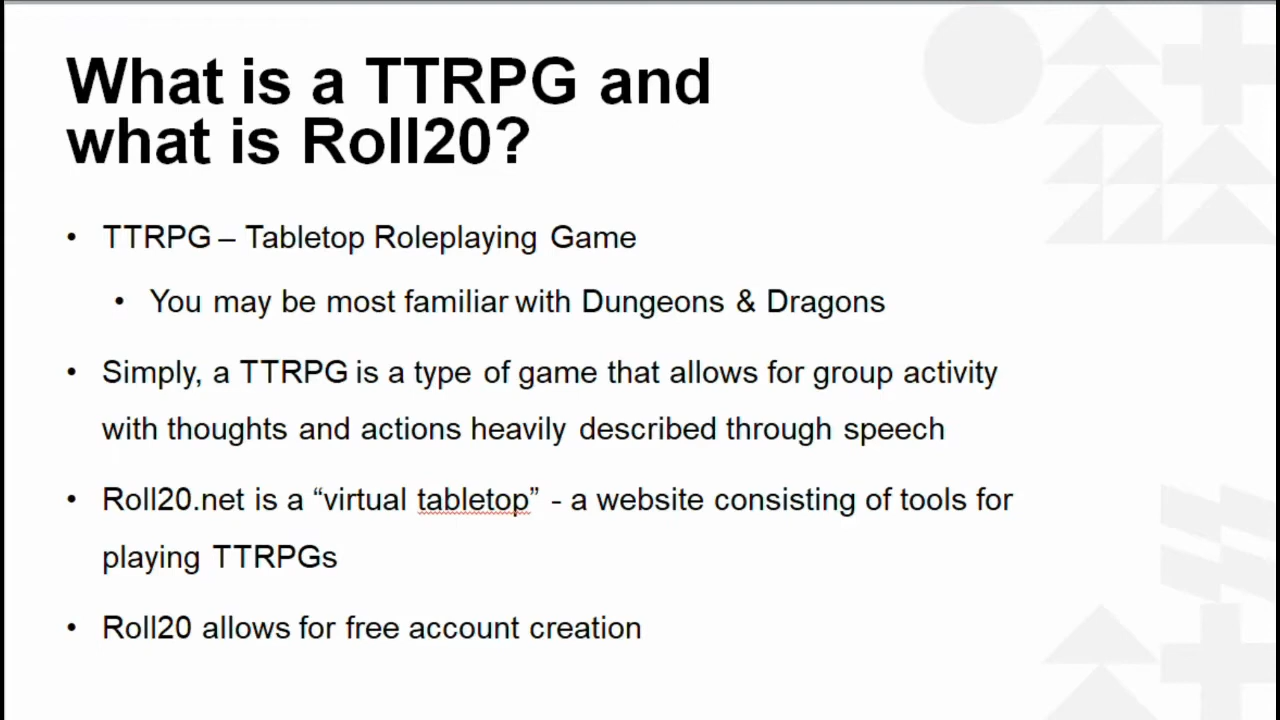 What is a TTRPG and
what is Roll20?
• TTRPG – Tabletop Roleplaying Game
• You may be most familiar with Dungeons & Dragons
• Simply, a TTRPG is a type of game that allows for group activity
with thoughts and actions heavily described through speech
• Roll20.net is a “virtual tabletop” - a website consisting of tools for
playing TTRPGs
• Roll20 allows for free account creation